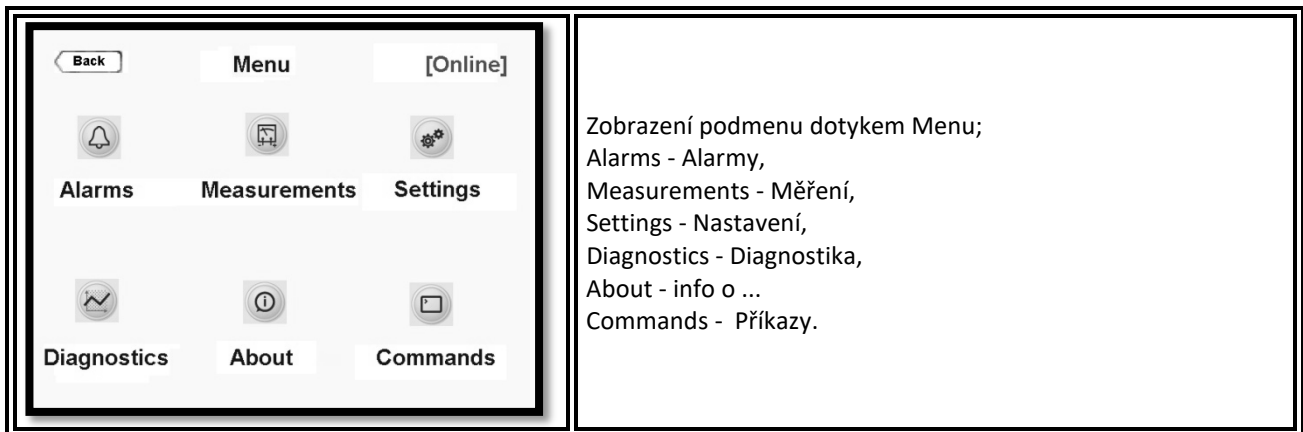 Back Menu [Online]
Alarms Measurements Settings
Diagnostics About Commands
Zobrazení podmenu dotykem Menu;
Alarms - Alarmy,
Measurements - Měření,
Settings - Nastavení,
Diagnostics - Diagnostika,
About - info o ...
Commands - Příkazy.